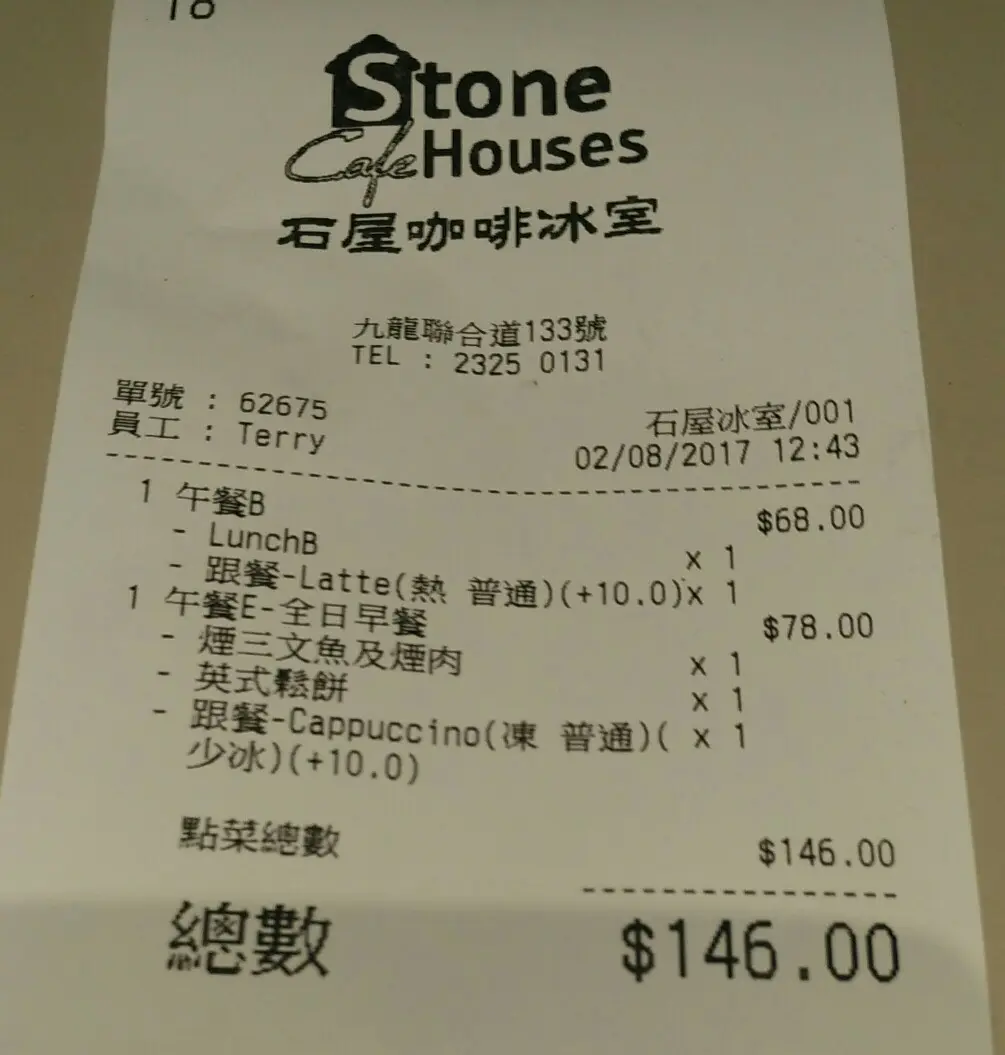 Stone
Cafe Houses
石屋咖啡冰室
九龍聯合道133號
TEL : 2325 0131
單號 : 62675
員工 : Terry
石屋冰室/001
02/08/2017 12:43
1 午餐B $68.00
- LunchB x 1
- 跟餐-Latte(熱 普通)(+10.0)x 1
1 午餐E-全日早餐 $78.00
- 煙三文魚及煙肉 x 1
- 英式鬆餅 x 1
- 跟餐-Cappuccino(凍 普通)( x 1
少冰)(+10.0)
點菜總數 $146.00
總數 $146.00